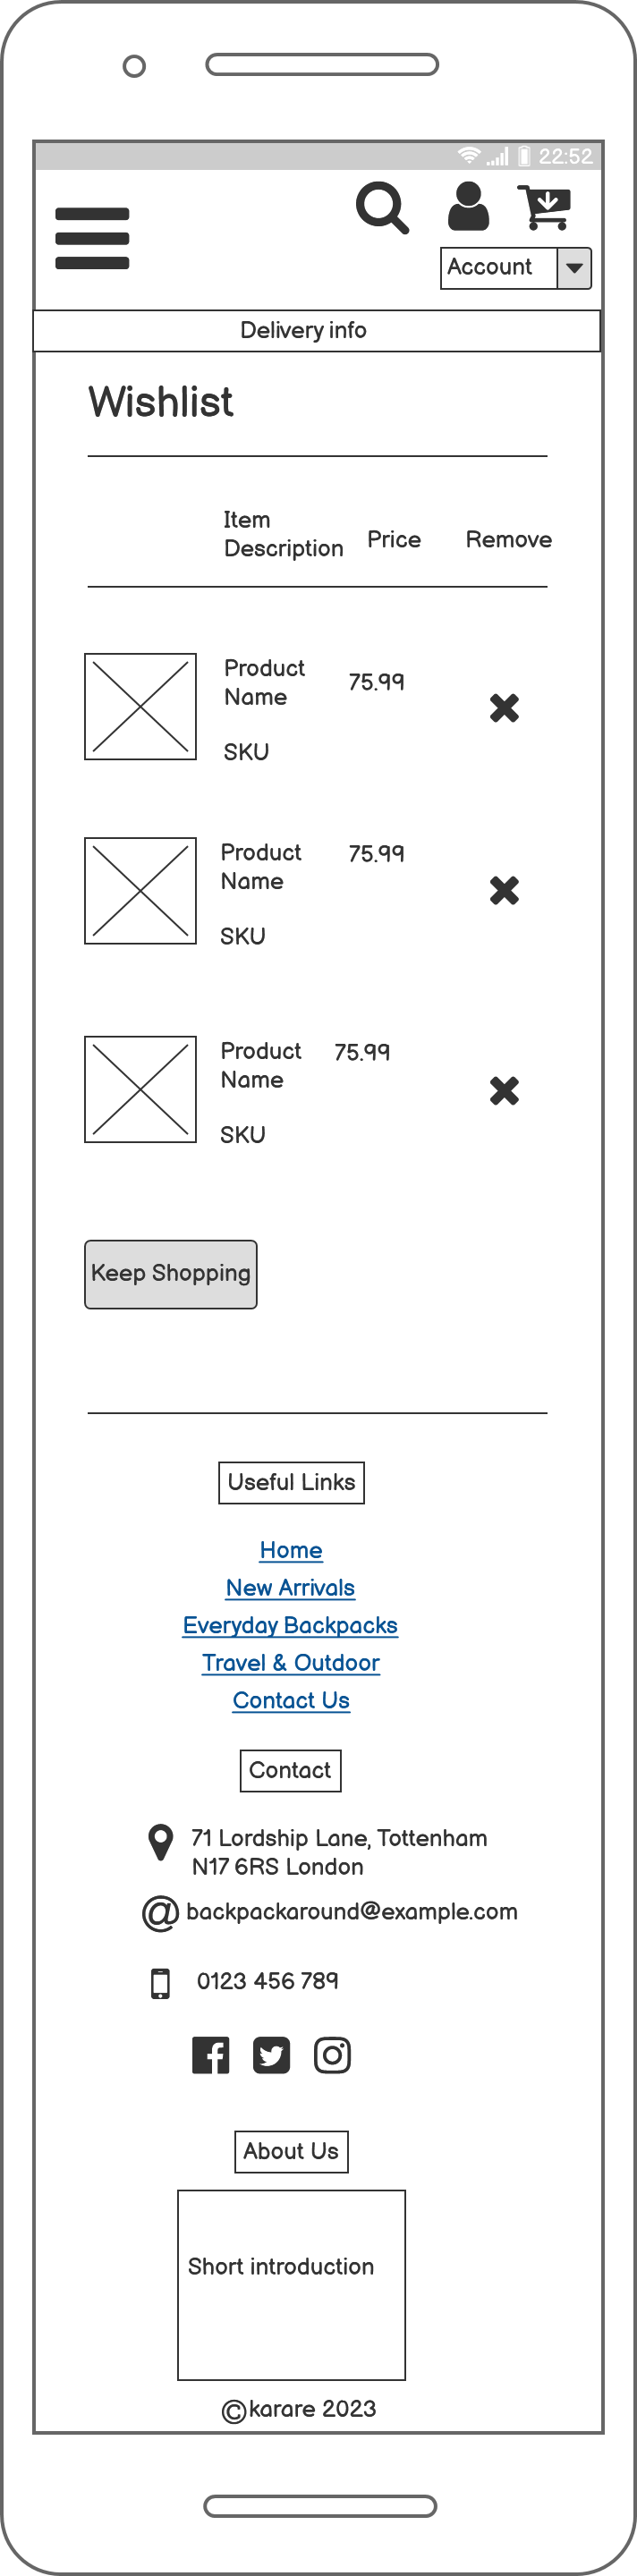 22:52
Account
Delivery info
Wishlist
Item
Description
Price
Remove
Product
Name
75.99
SKU
Product
Name
75.99
SKU
Product
Name
75.99
SKU
Keep Shopping
Useful Links
Home
New Arrivals
Everyday Backpacks
Travel & Outdoor
Contact Us
Contact
71 Lordship Lane, Tottenham
N17 6RS London
@ backpackaround@example.com
0123 456 789
About Us
Short introduction
©karare 2023